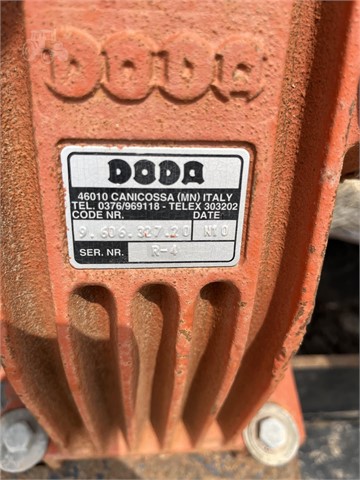 DODA
DODA
46010 CANICOSSA (MN) ITALY
TEL. 0376/969118 - TELEX 303202
CODE NR. DATE
9.606.327.20 N10
SER. NR. R-4